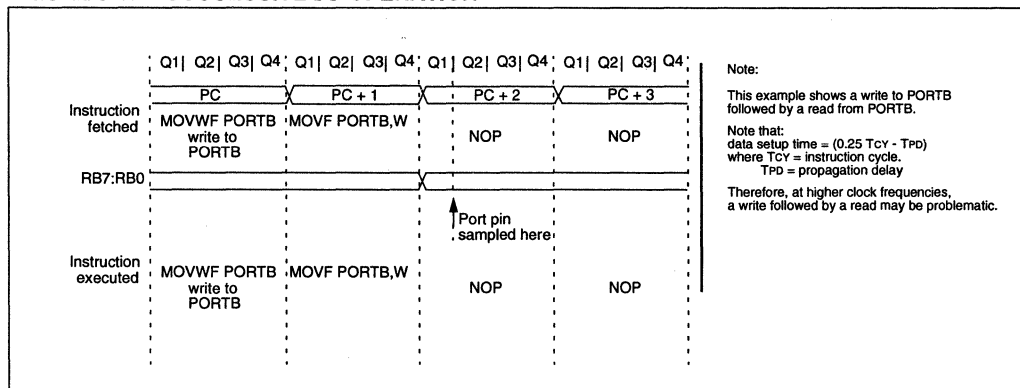 Q1| Q2| Q3| Q4 Q1| Q2| Q3| Q4 Q1| Q2| Q3| Q4 Q1| Q2| Q3| Q4
PC PC + 1 PC + 2 PC + 3
Instruction
fetched
MOVWF PORTB
write to
PORTB
MOVF PORTB,W
NOP
NOP
RB7:RB0
Port pin
sampled here
Instruction
executed
MOVWF PORTB
write to
PORTB
MOVF PORTB,W
NOP
NOP
Note:
This example shows a write to PORTB
followed by a read from PORTB.
Note that:
data setup time = (0.25 TCY - TPD)
where TCY = instruction cycle.
TPD = propagation delay
Therefore, at higher clock frequencies,
a write followed by a read may be problematic.